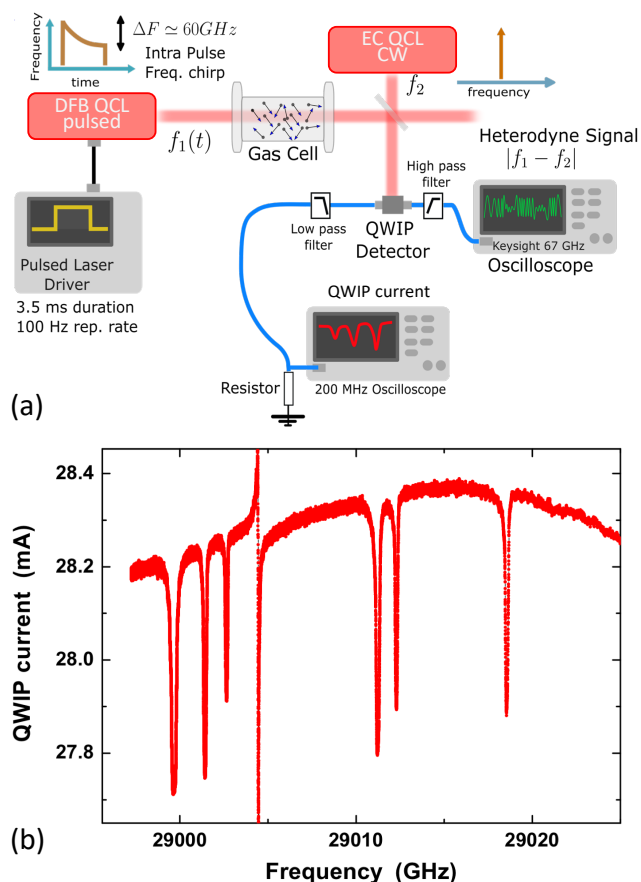 Frequency
ΔF ≃ 60GHz
Intra Pulse
Freq. chirp
time
DFB QCL
pulsed
f₁(t)
Gas Cell
EC QCL
CW
f₂
frequency
Heterodyne Signal
|f₁ − f₂|
High pass
filter
Low pass
filter
QWIP
Detector
Keysight 67 GHz
Oscilloscope
Pulsed Laser
Driver
3.5 ms duration
100 Hz rep. rate
QWIP current
Resistor
200 MHz Oscilloscope
(a)
28.4
28.2
28.0
27.8
QWIP current (mA)
29000
29010
29020
Frequency (GHz)
(b)